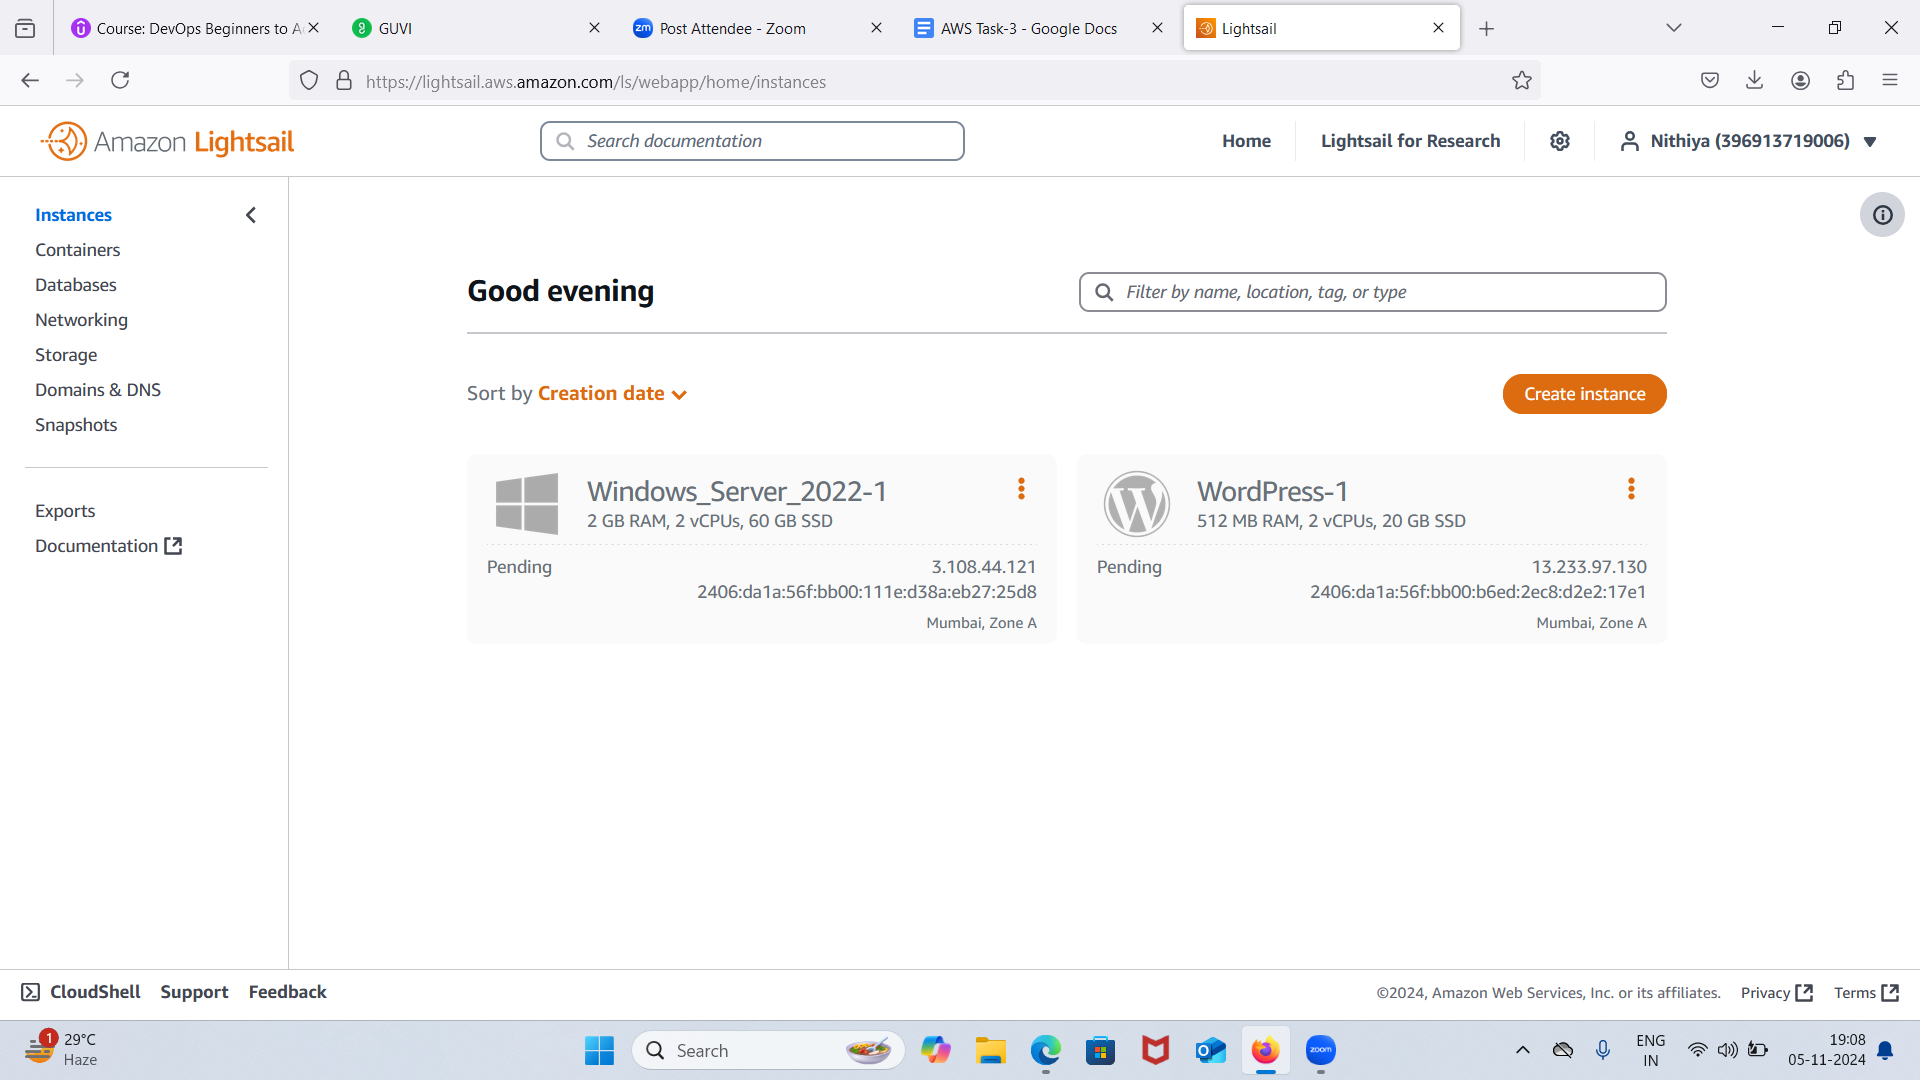 Course: DevOps Beginners to A
GUVI
Post Attendee - Zoom
AWS Task-3 - Google Docs
Lightsail
https://lightsail.aws.amazon.com/ls/webapp/home/instances
Amazon Lightsail
Search documentation
Home
Lightsail for Research
Nithiya (396913719006)
Instances
Containers
Databases
Networking
Storage
Domains & DNS
Snapshots
Exports
Documentation
Good evening
Filter by name, location, tag, or type
Sort by Creation date
Create instance
Windows_Server_2022-1
2 GB RAM, 2 vCPUs, 60 GB SSD
Pending
3.108.44.121
2406:da1a:56f:bb00:111e:d38a:eb27:25d8
Mumbai, Zone A
WordPress-1
512 MB RAM, 2 vCPUs, 20 GB SSD
Pending
13.233.97.130
2406:da1a:56f:bb00:b6ed:2ec8:d2e2:17e1
Mumbai, Zone A
CloudShell
Support
Feedback
©2024, Amazon Web Services, Inc. or its affiliates.
Privacy
Terms
1
29°C
Haze
Search
zoom
ENG
IN
19:08
05-11-2024